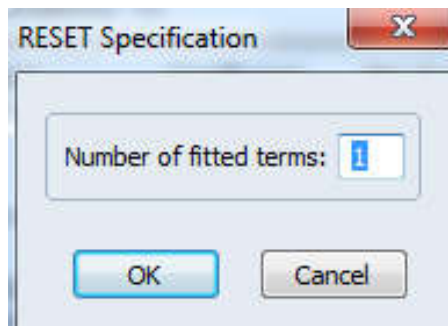 RESET Specification
Number of fitted terms: 1
OK
Cancel